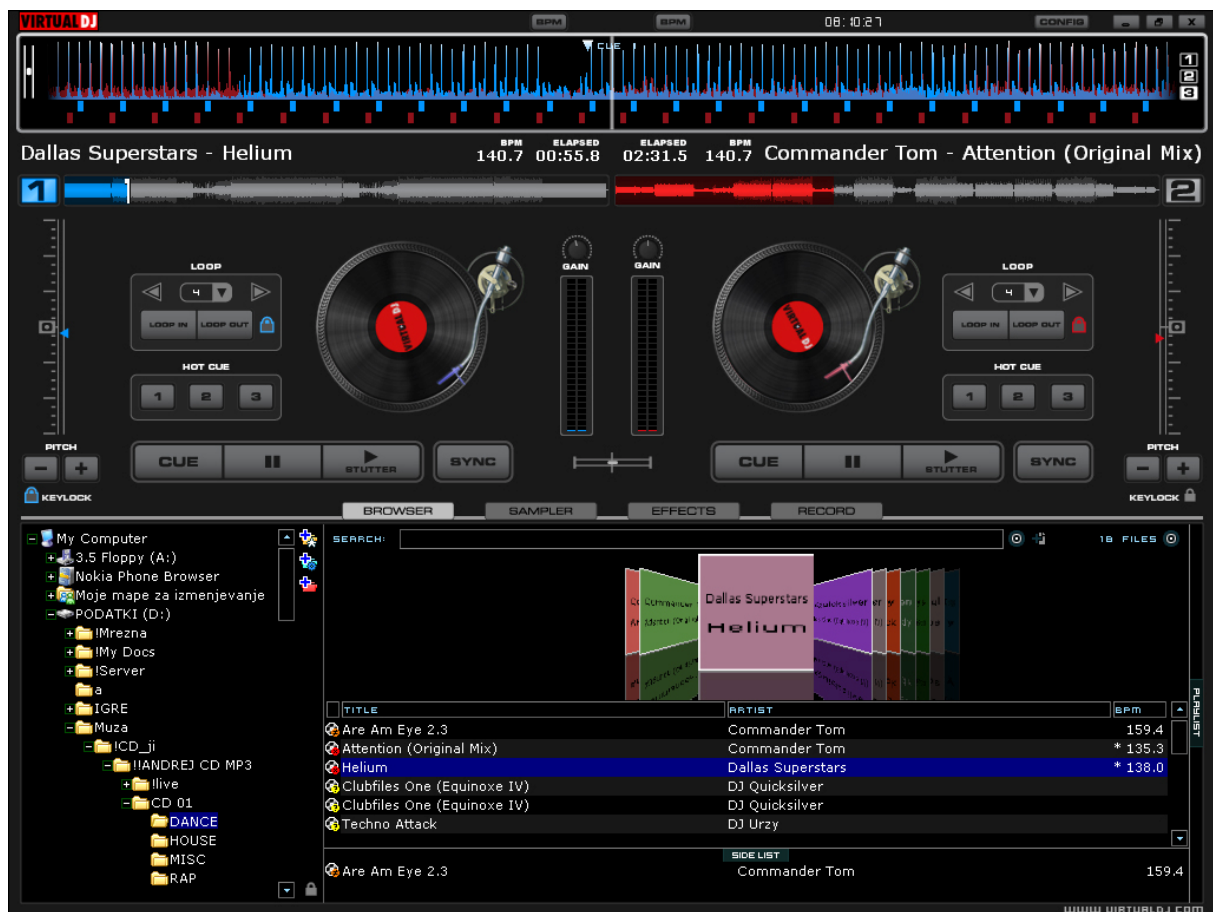 VIRTUAL DJ
BPM
BPM
08:10:27
CONFIG
X
CUE
1
2
3
Dallas Superstars - Helium
BPM
140.7
ELAPSED
00:55.8
ELAPSED
02:31.5
BPM
140.7
Commander Tom - Attention (Original Mix)
1
2
LOOP
4
LOOP IN
LOOP OUT
HOT CUE
1 2 3
VIRTUAL DJ
GAIN
GAIN
VIRTUAL DJ
LOOP
4
LOOP IN
LOOP OUT
HOT CUE
1 2 3
PITCH
- +
KEYLOCK
CUE
STUTTER
SYNC
CUE
STUTTER
SYNC
PITCH
- +
KEYLOCK
BROWSER
SAMPLER
EFFECTS
RECORD
My Computer
3.5 Floppy (A:)
Nokia Phone Browser
Moje mape za izmenjevanje
PODATKI (D:)
!Mrezna
!My Docs
!Server
a
IGRE
Muza
!CD_ji
!!ANDREJ CD MP3
!live
CD 01
DANCE
HOUSE
MISC
RAP
SEARCH:
18 FILES
Commander
Dallas Superstars
Helium
TITLE ARTIST BPM
Are Am Eye 2.3 Commander Tom 159.4
Attention (Original Mix) Commander Tom * 135.3
Helium Dallas Superstars * 138.0
Clubfiles One (Equinoxe IV) DJ Quicksilver
Clubfiles One (Equinoxe IV) DJ Quicksilver
Techno Attack DJ Urzy
PLAYLIST
SIDE LIST
Are Am Eye 2.3 Commander Tom 159.4
WWW.VIRTUALDJ.COM